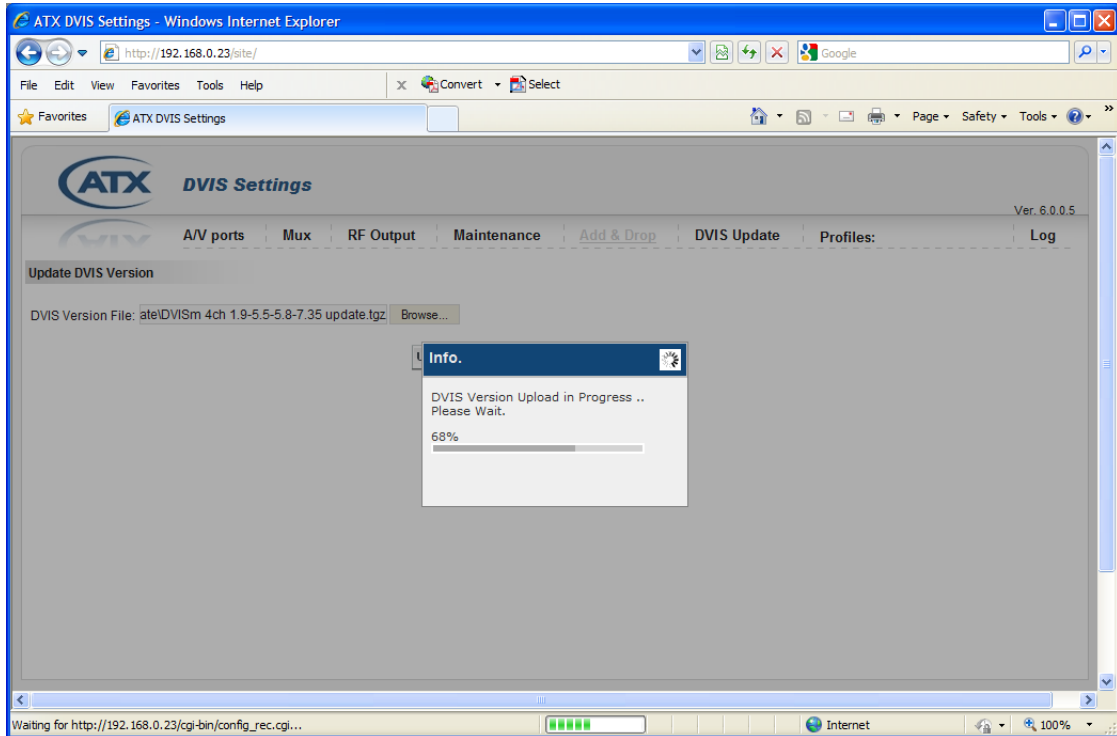 ATX DVIS Settings - Windows Internet Explorer
http://192.168.0.23/site/
Google
File Edit View Favorites Tools Help x Convert Select
Favorites ATX DVIS Settings Page Safety Tools »
ATX DVIS Settings
Ver. 6.0.0.5
A/V ports Mux RF Output Maintenance Add & Drop DVIS Update Profiles: Log
Update DVIS Version
DVIS Version File: ate\DVISm 4ch 1.9-5.5-5.8-7.35 update.tgz Browse...
U
Info.
DVIS Version Upload in Progress ..
Please Wait.
68%
Waiting for http://192.168.0.23/cgi-bin/config_rec.cgi... Internet 100%